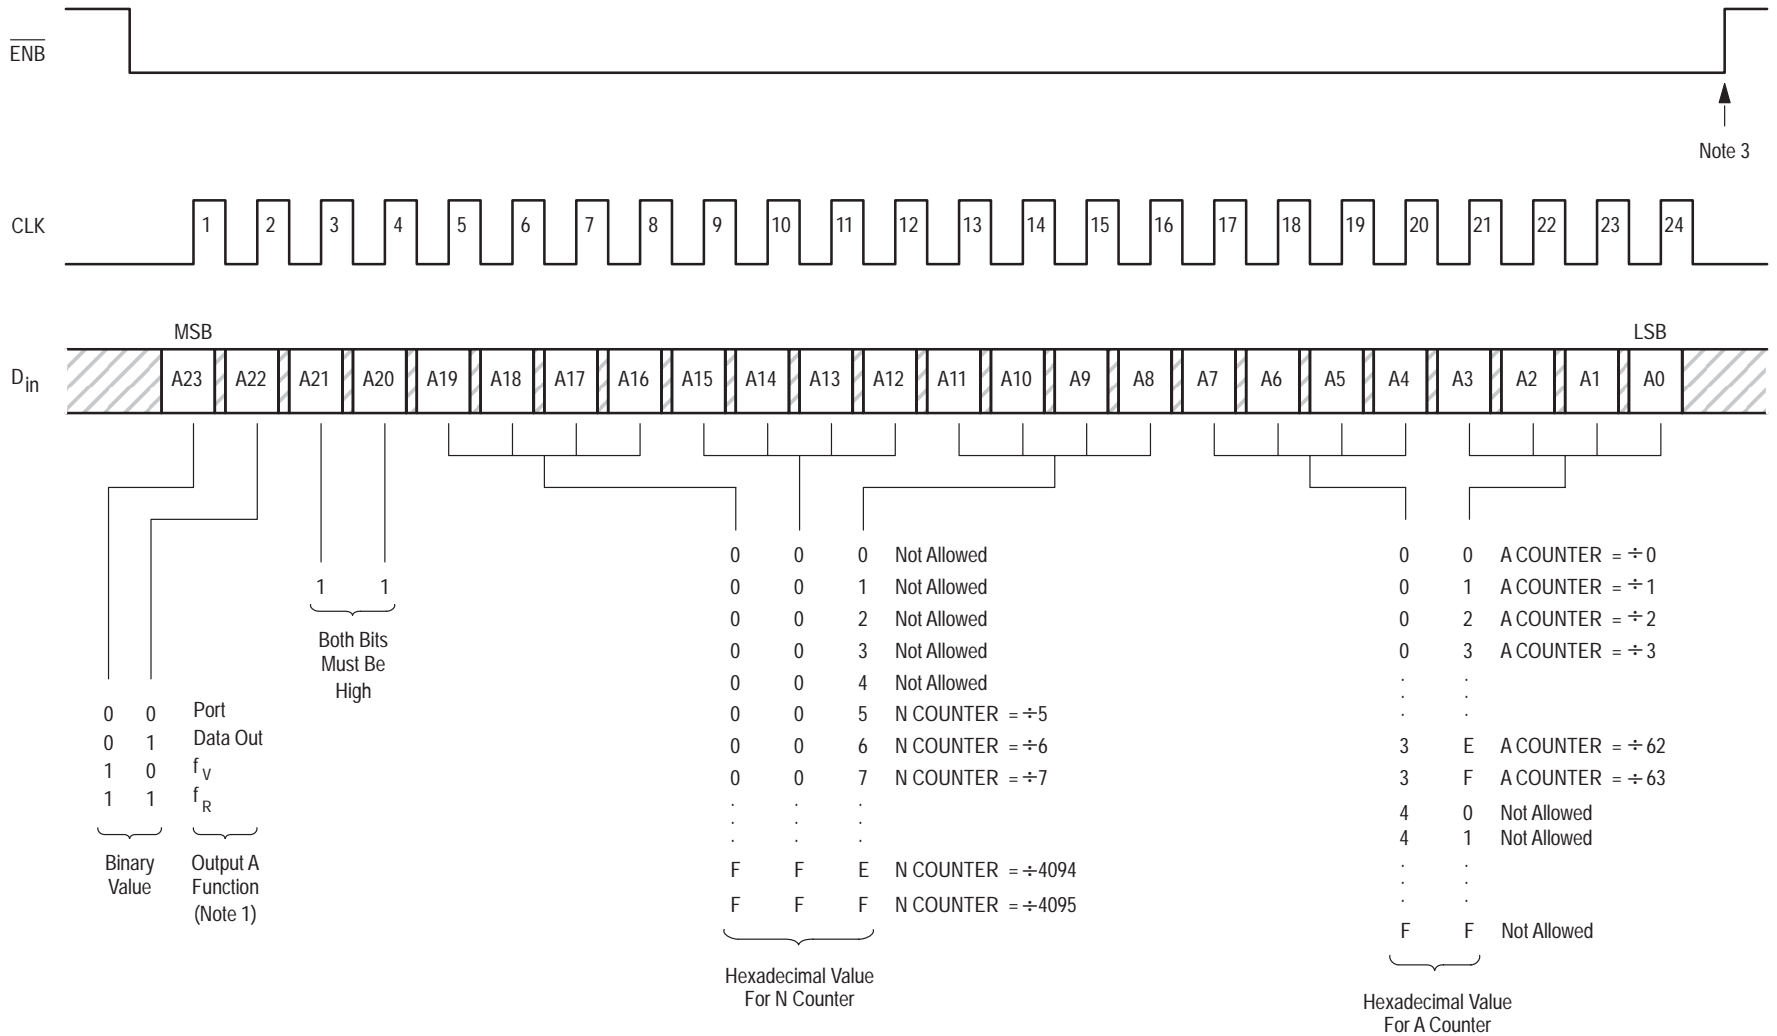 ENB
Note 3
CLK
1 2 3 4 5 6 7 8 9 10 11 12 13 14 15 16 17 18 19 20 21 22 23 24
MSB LSB
Din
A23 A22 A21 A20 A19 A18 A17 A16 A15 A14 A13 A12 A11 A10 A9 A8 A7 A6 A5 A4 A3 A2 A1 A0
0 0 Port
0 1 Data Out
1 0 fV
1 1 fR
Binary
Value
Output A
Function
(Note 1)
1 1
Both Bits
Must Be
High
0 0 0 Not Allowed
0 0 1 Not Allowed
0 0 2 Not Allowed
0 0 3 Not Allowed
0 0 4 Not Allowed
0 0 5 N COUNTER = ÷5
0 0 6 N COUNTER = ÷6
0 0 7 N COUNTER = ÷7
. . .
. . .
. . .
F F E N COUNTER = ÷4094
F F F N COUNTER = ÷4095
Hexadecimal Value
For N Counter
0 0 A COUNTER = ÷0
0 1 A COUNTER = ÷1
0 2 A COUNTER = ÷2
0 3 A COUNTER = ÷3
. .
. .
. .
3 E A COUNTER = ÷62
3 F A COUNTER = ÷63
4 0 Not Allowed
4 1 Not Allowed
. .
. .
. .
F F Not Allowed
Hexadecimal Value
For A Counter